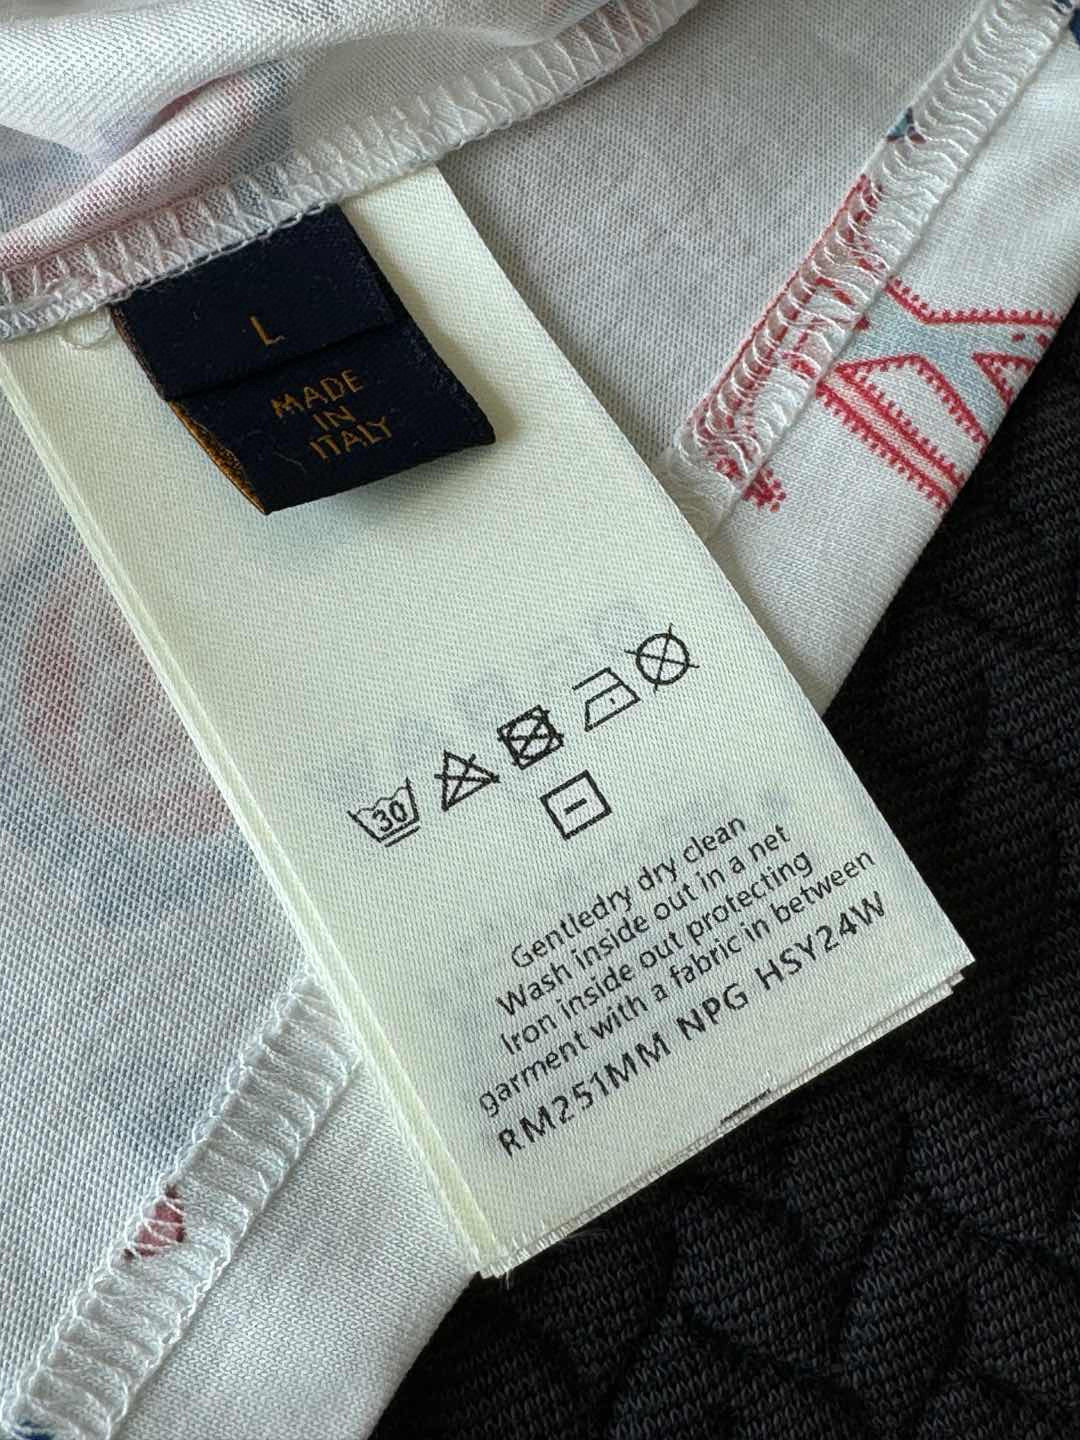 L
MADE
IN
ITALY
30
Gentledry dry clean
Wash inside out in a net
Iron inside out protecting
garment with a fabric in between
RM251MM NPG HSY24W